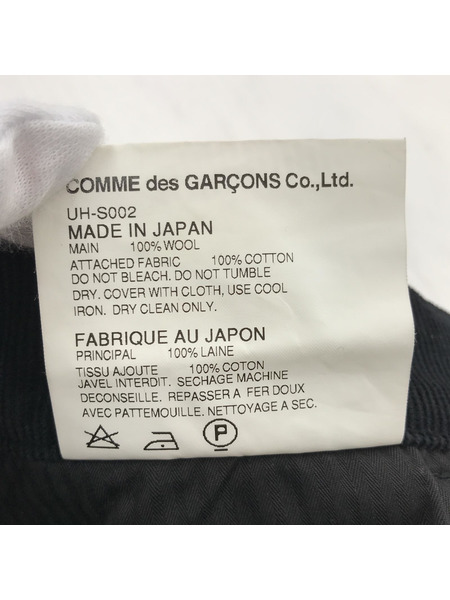 COMME des GARÇONS Co.,Ltd.
UH-S002
MADE IN JAPAN
MAIN 100% WOOL
ATTACHED FABRIC 100% COTTON
DO NOT BLEACH. DO NOT TUMBLE
DRY. COVER WITH CLOTH, USE COOL
IRON. DRY CLEAN ONLY.
FABRIQUE AU JAPON
PRINCIPAL 100% LAINE
TISSU AJOUTE 100% COTON
JAVEL INTERDIT. SECHAGE MACHINE
DECONSEILLE. REPASSER A FER DOUX
AVEC PATTEMOUILLE. NETTOYAGE A SEC.
P